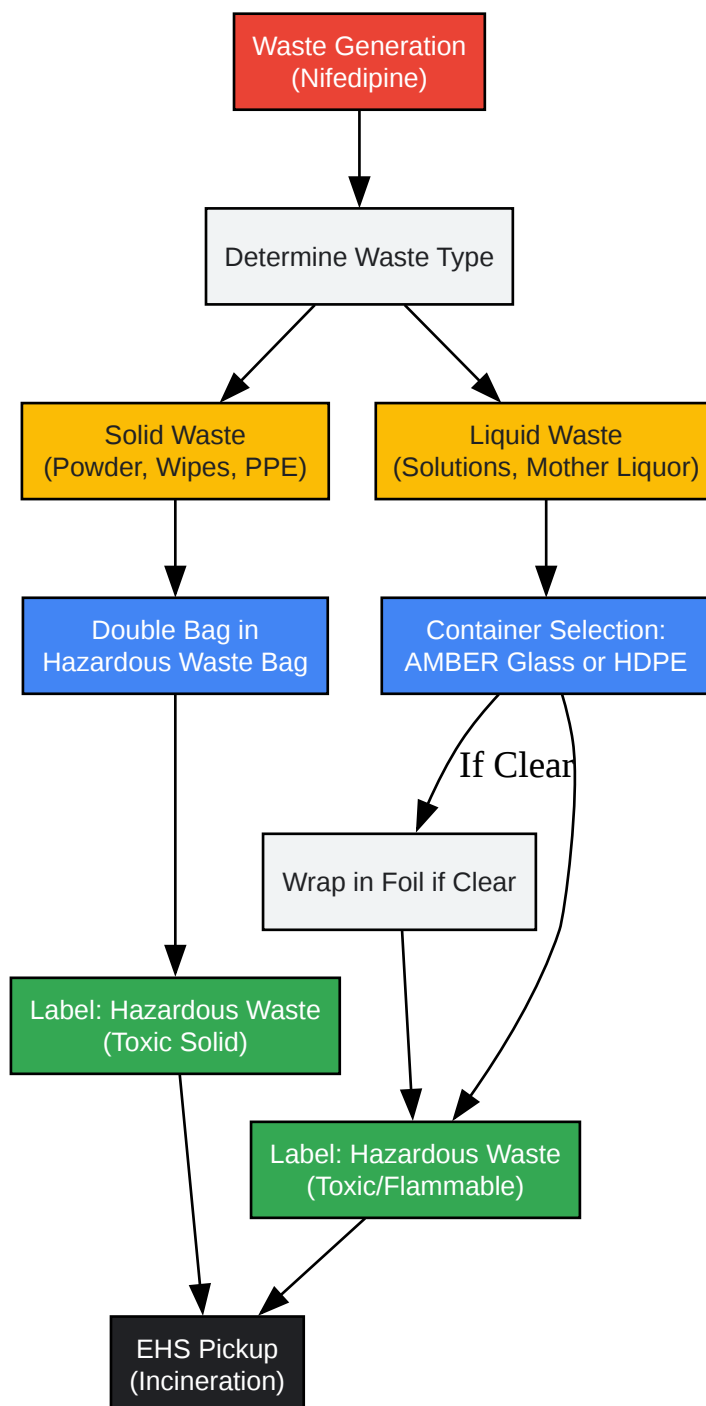 Waste Generation
(Nifedipine)
Determine Waste Type
Solid Waste
(Powder, Wipes, PPE)
Liquid Waste
(Solutions, Mother Liquor)
Double Bag in
Hazardous Waste Bag
Container Selection:
AMBER Glass or HDPE
If Clear
Wrap in Foil if Clear
Label: Hazardous Waste
(Toxic Solid)
Label: Hazardous Waste
(Toxic/Flammable)
EHS Pickup
(Incineration)